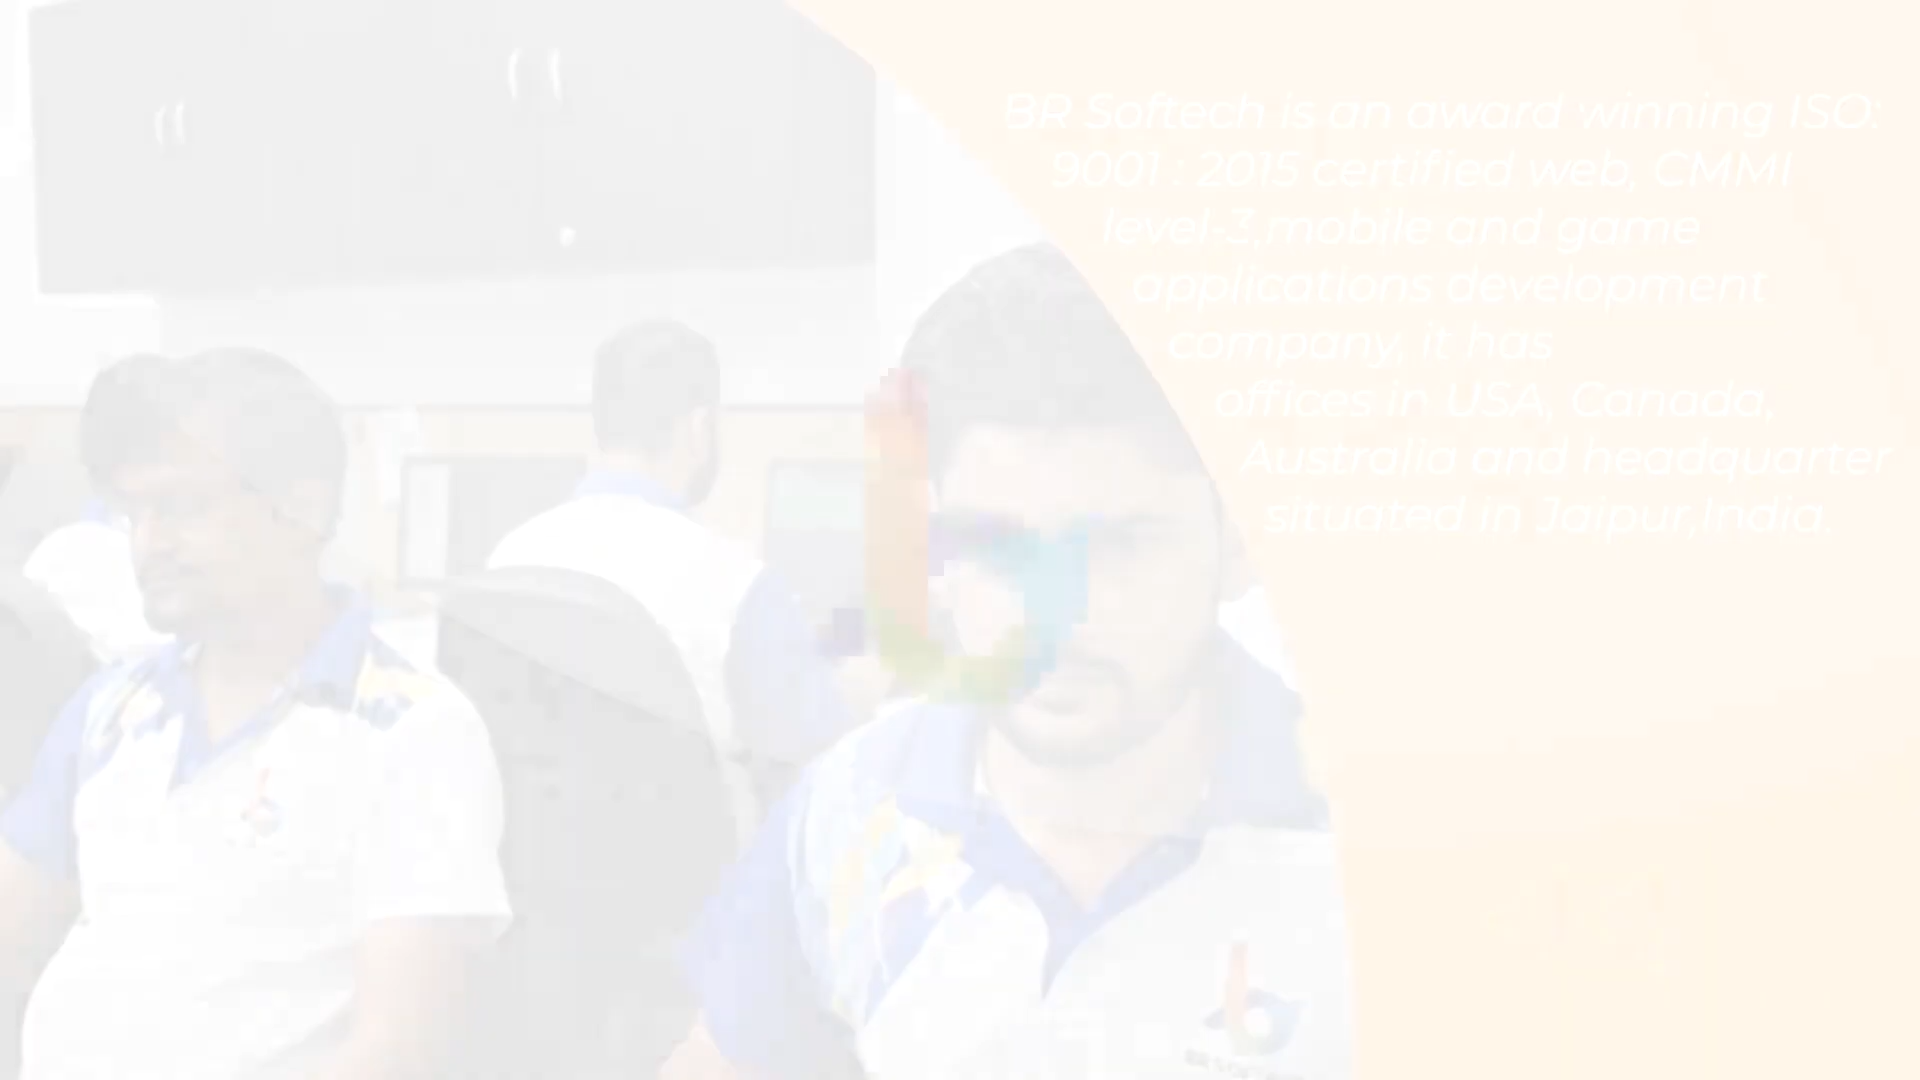 BR Softech is an award winning ISO:
9001 : 2015 certified web, CMMI
level-3,mobile and game
applications development
company, it has
offices in USA, Canada,
Australia and headquarter
situated in Jaipur,India.